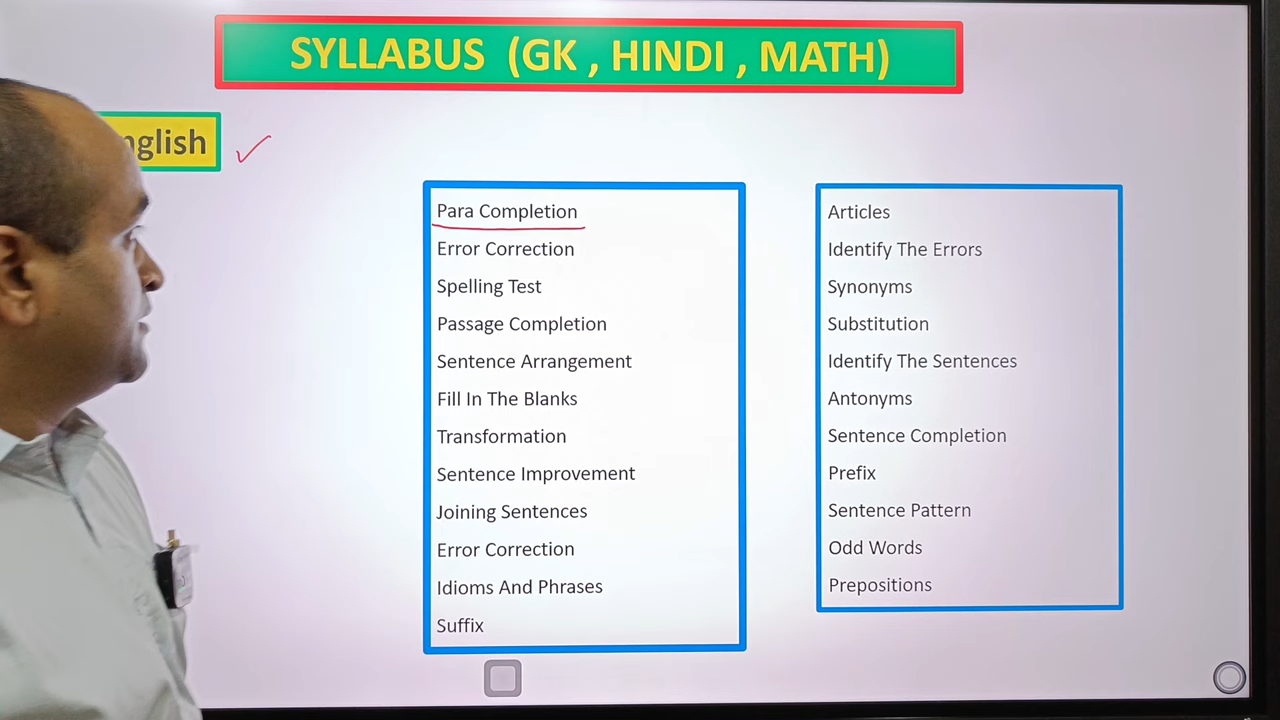 SYLLABUS (GK , HINDI , MATH)
nglish
Para Completion
Error Correction
Spelling Test
Passage Completion
Sentence Arrangement
Fill In The Blanks
Transformation
Sentence Improvement
Joining Sentences
Error Correction
Idioms And Phrases
Suffix
Articles
Identify The Errors
Synonyms
Substitution
Identify The Sentences
Antonyms
Sentence Completion
Prefix
Sentence Pattern
Odd Words
Prepositions